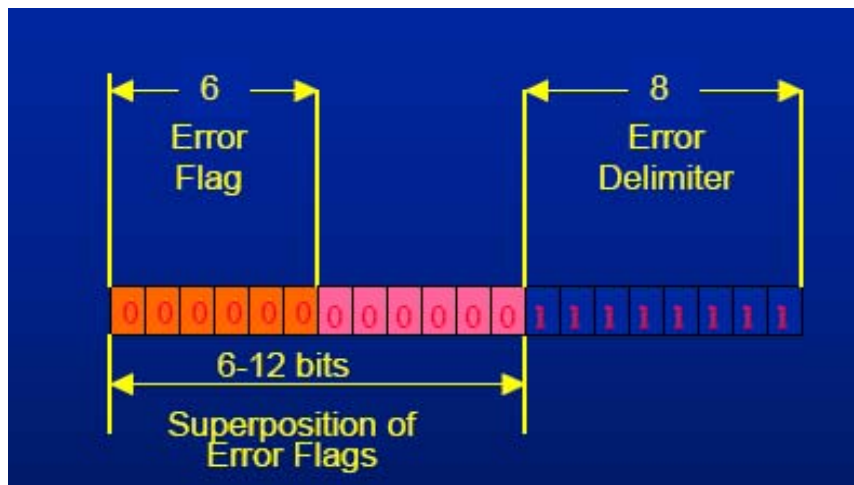 6
Error
Flag
8
Error
Delimiter
0 0 0 0 0 0 0 0 0 0 0 0 1 1 1 1 1 1 1 1
6-12 bits
Superposition of
Error Flags